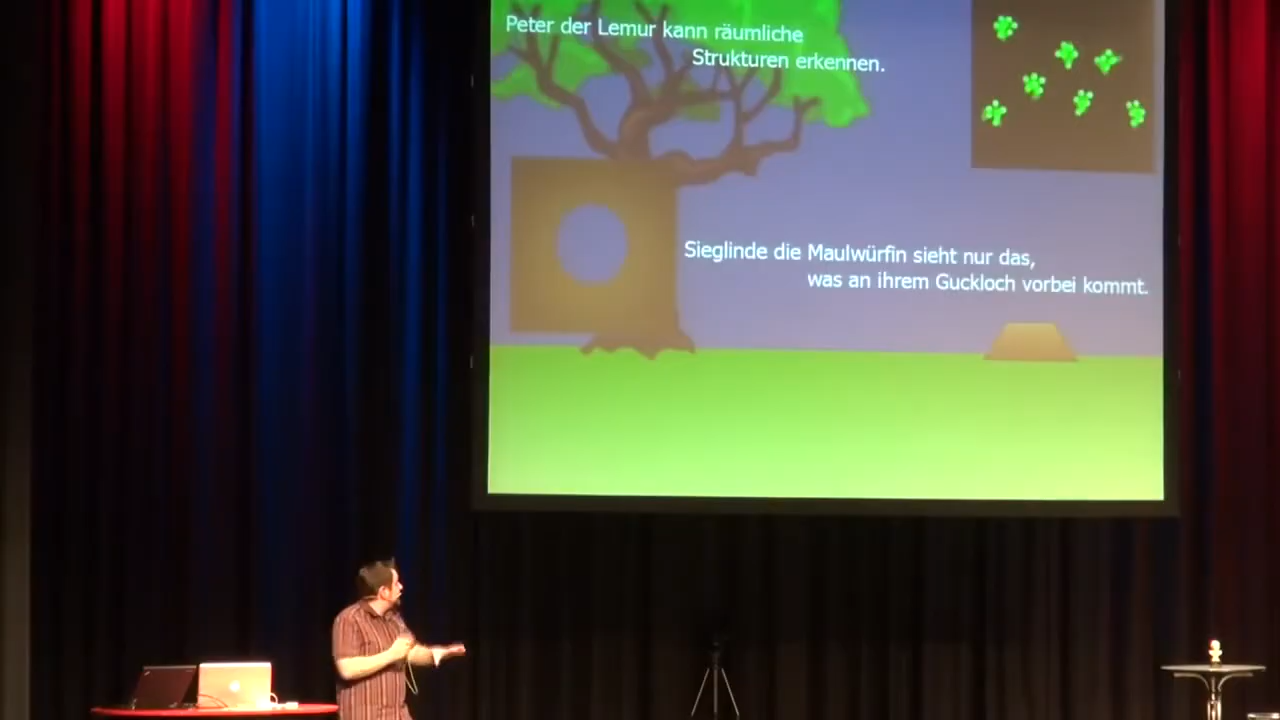 Peter der Lemur kann räumliche
Strukturen erkennen.
Sieglinde die Maulwürfin sieht nur das,
was an ihrem Guckloch vorbei kommt.